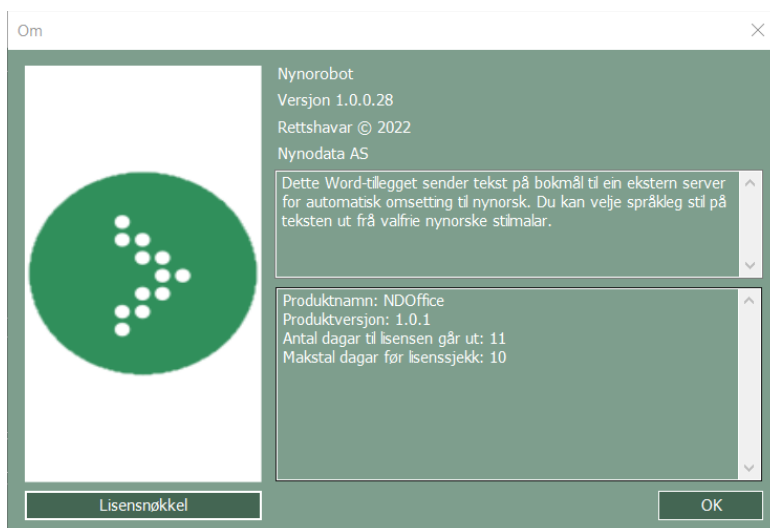 Om
Nynorobot
Versjon 1.0.0.28
Rettshavar © 2022
Nynodata AS
Dette Word-tillegget sender tekst på bokmål til ein ekstern server
for automatisk omsetting til nynorsk. Du kan velje språkleg stil på
teksten ut frå valfrie nynorske stilmalar.
Produktnamn: NDOffice
Produktversjon: 1.0.1
Antal dagar til lisensen går ut: 11
Makstal dagar før lisenssjekk: 10
Lisensnøkkel
OK